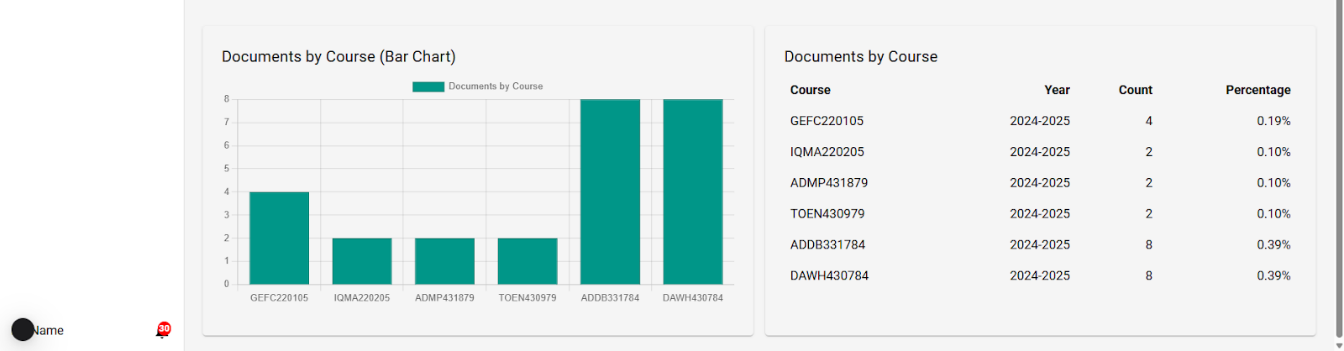 Documents by Course (Bar Chart)
Documents by Course
8
7
6
5
4
3
2
1
0
GEFC220105 IQMA220205 ADMP431879 TOEN430979 ADDB331784 DAWH430784
Documents by Course
Course Year Count Percentage
GEFC220105 2024-2025 4 0.19%
IQMA220205 2024-2025 2 0.10%
ADMP431879 2024-2025 2 0.10%
TOEN430979 2024-2025 2 0.10%
ADDB331784 2024-2025 8 0.39%
DAWH430784 2024-2025 8 0.39%
Name
30